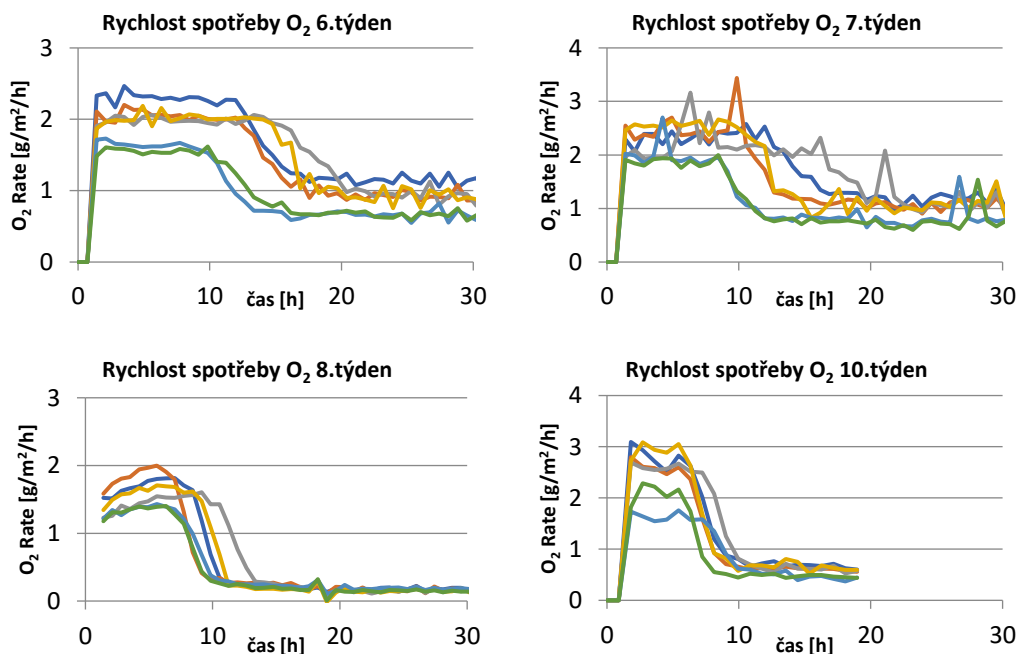 Rychlost spotřeby O₂ 6.týden
O₂ Rate [g/m²/h]
3
2
1
0
0 10 20 30
čas [h]
Rychlost spotřeby O₂ 7.týden
O₂ Rate [g/m²/h]
4
3
2
1
0
0 10 20 30
čas [h]
Rychlost spotřeby O₂ 8.týden
O₂ Rate [g/m²/h]
3
2
1
0
0 10 20 30
čas [h]
Rychlost spotřeby O₂ 10.týden
O₂ Rate [g/m²/h]
4
3
2
1
0
0 10 20 30
čas [h]